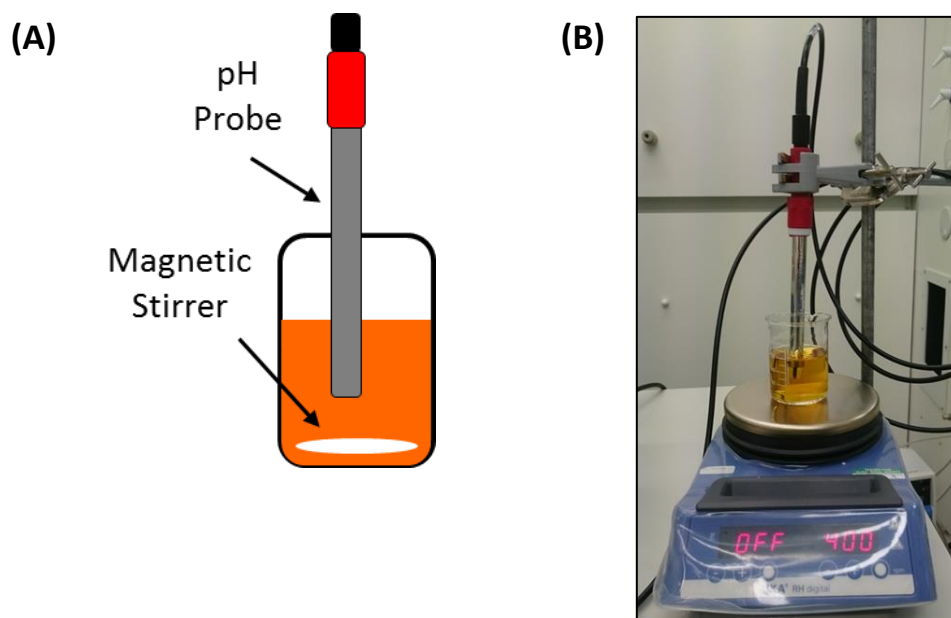 (A)
pH
Probe
Magnetic
Stirrer
(B)
OFF 400
RH digital